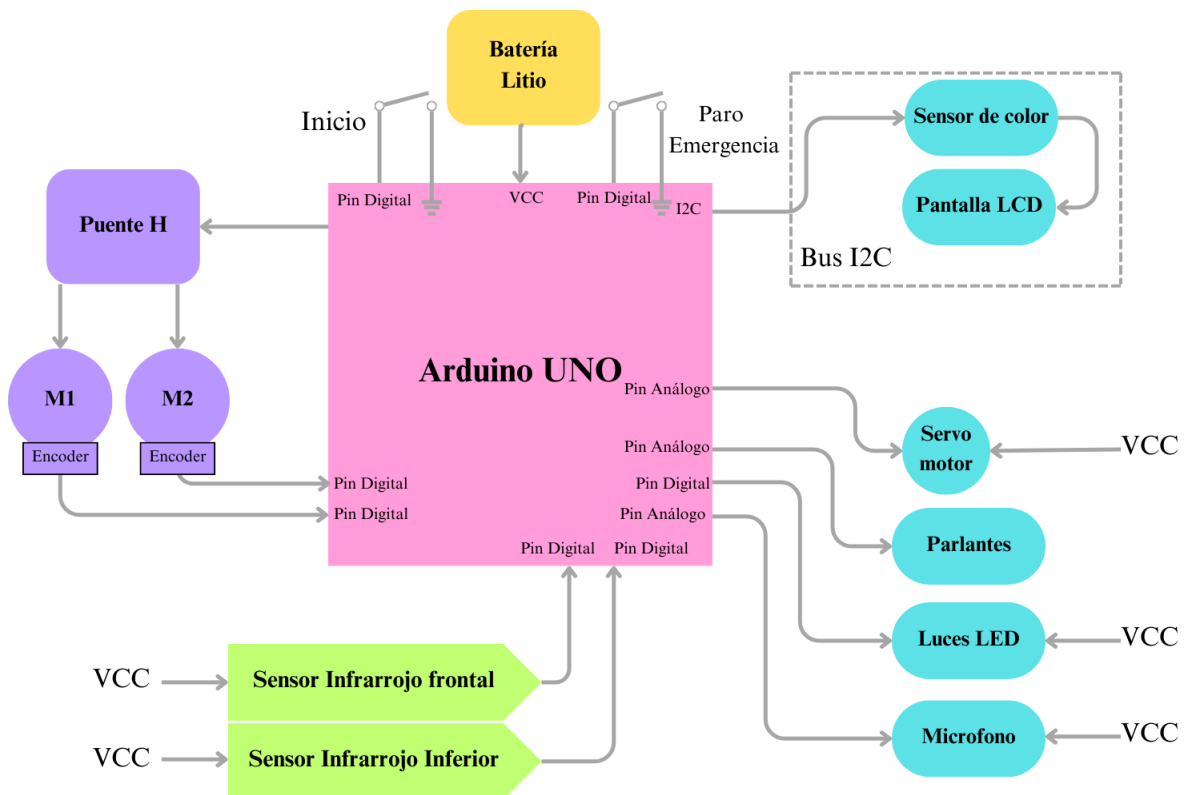 Batería
Litio
Inicio
Paro
Emergencia
Sensor de color
Pantalla LCD
Bus I2C
Pin Digital
VCC
Pin Digital
I2C
Puente H
M1
M2
Encoder
Encoder
Arduino UNO
Pin Análogo
Pin Análogo
Pin Digital
Pin Análogo
Pin Digital
Pin Digital
Pin Digital
Pin Digital
Servo
motor
VCC
Parlantes
Luces LED
VCC
Microfono
VCC
VCC
Sensor Infrarrojo frontal
VCC
Sensor Infrarrojo Inferior